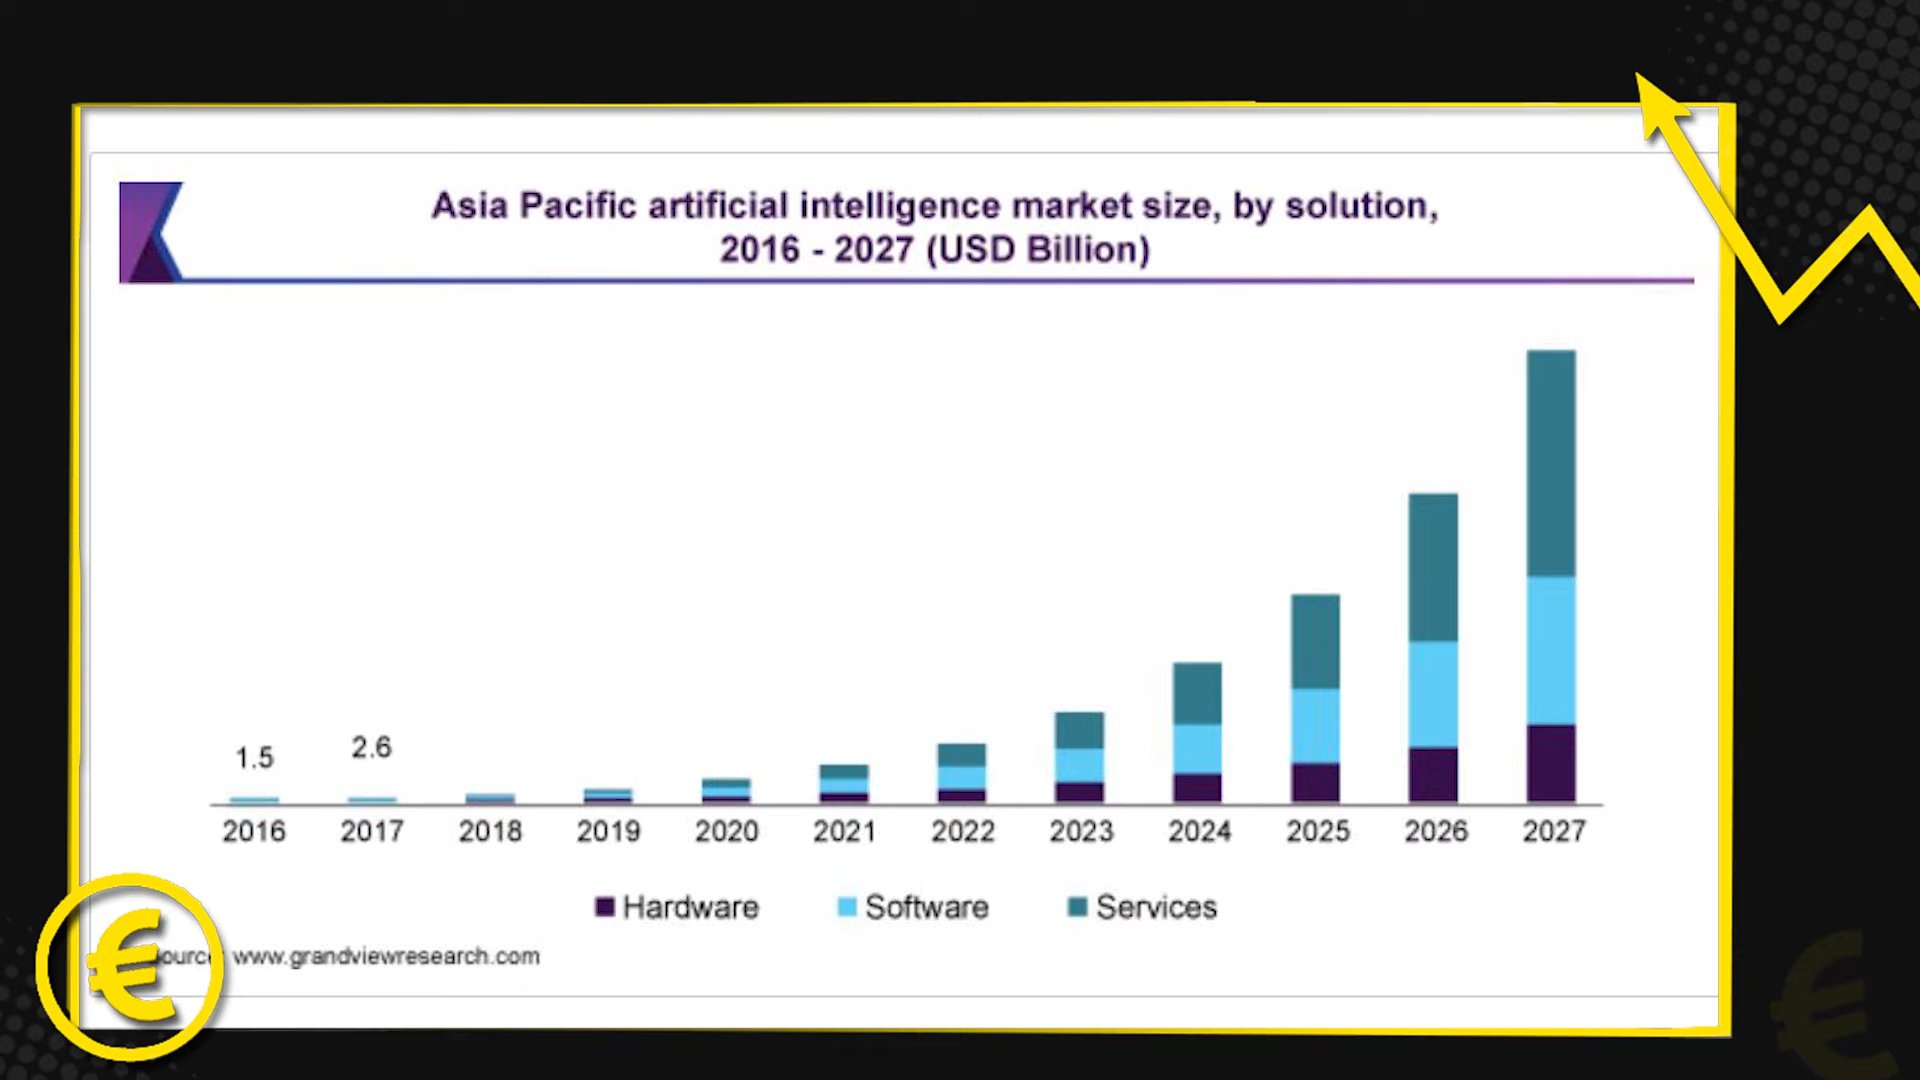 Asia Pacific artificial intelligence market size, by solution,
2016 - 2027 (USD Billion)
1.5
2.6
2016 2017 2018 2019 2020 2021 2022 2023 2024 2025 2026 2027
Hardware Software Services
www.grandviewresearch.com
€
€